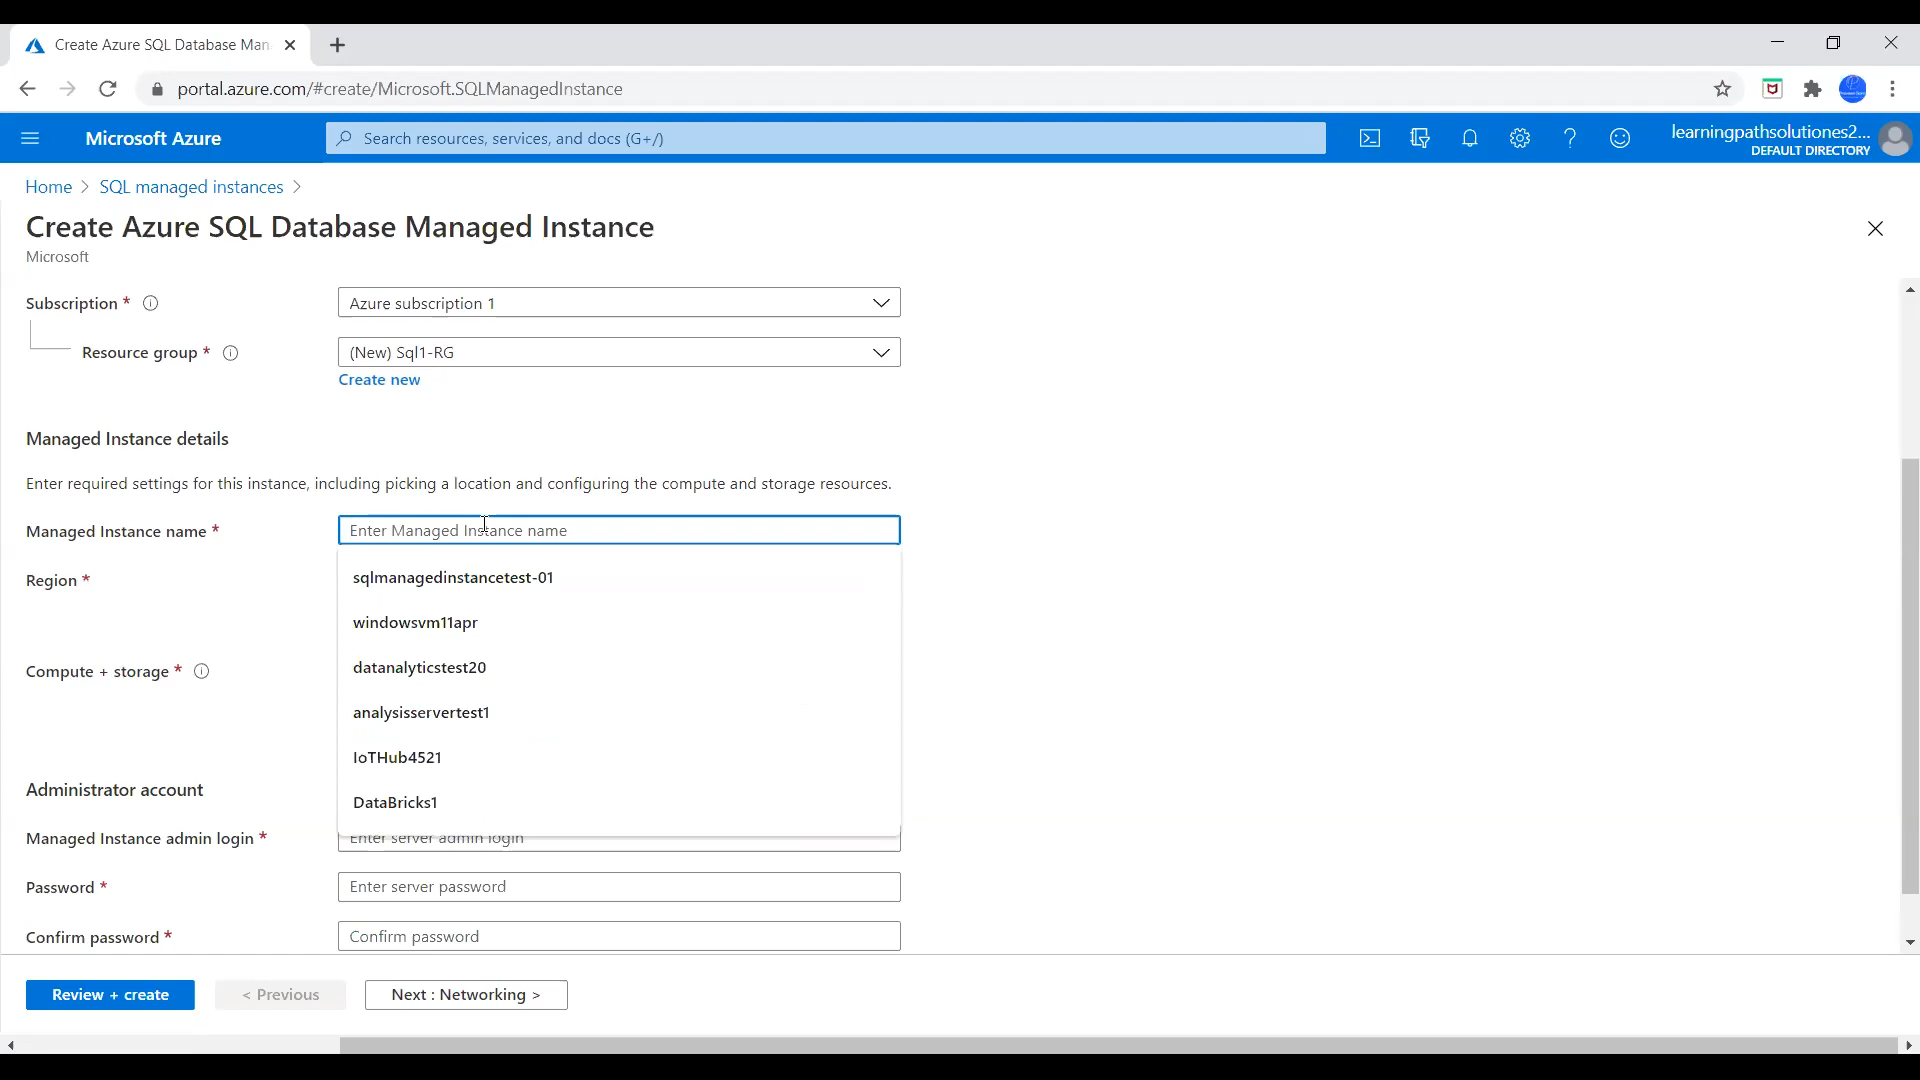 Create Azure SQL Database Man
portal.azure.com/#create/Microsoft.SQLManagedInstance
Microsoft Azure
Search resources, services, and docs (G+/)
learningpathsolutiones2...
DEFAULT DIRECTORY
Home > SQL managed instances >
Create Azure SQL Database Managed Instance
Microsoft
Subscription *
Azure subscription 1
Resource group *
(New) Sql1-RG
Create new
Managed Instance details
Enter required settings for this instance, including picking a location and configuring the compute and storage resources.
Managed Instance name *
Enter Managed Instance name
sqlmanagedinstancetest-01
Region *
windowsvm11apr
datanalyticstest20
Compute + storage *
analysisservertest1
IoTHub4521
Administrator account
DataBricks1
Managed Instance admin login *
Enter server admin login
Password *
Enter server password
Confirm password *
Confirm password
Review + create
< Previous
Next : Networking >